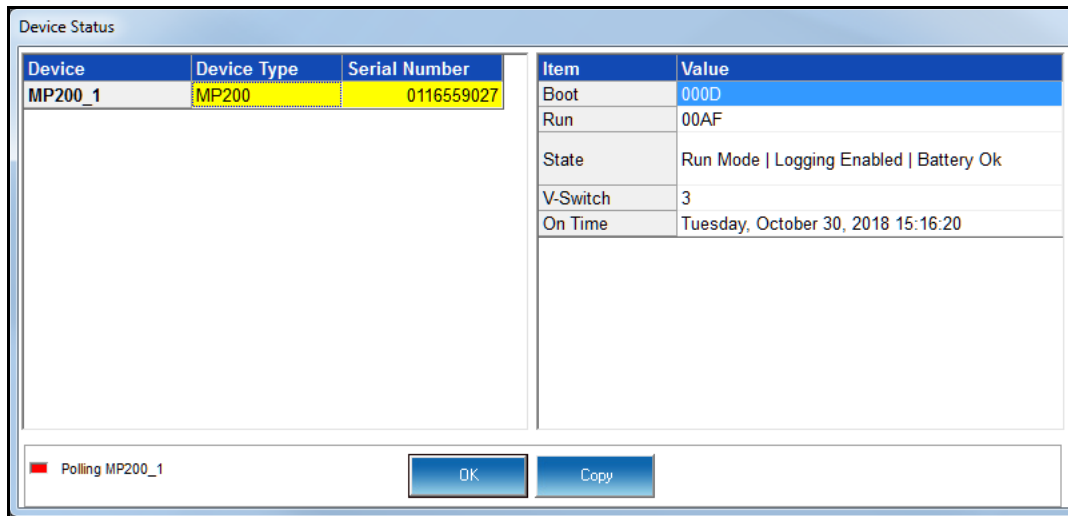 Device Status
Device Device Type Serial Number
MP200_1 MP200 0116559027
Item Value
Boot 000D
Run 00AF
State Run Mode | Logging Enabled | Battery Ok
V-Switch 3
On Time Tuesday, October 30, 2018 15:16:20
Polling MP200_1
OK Copy